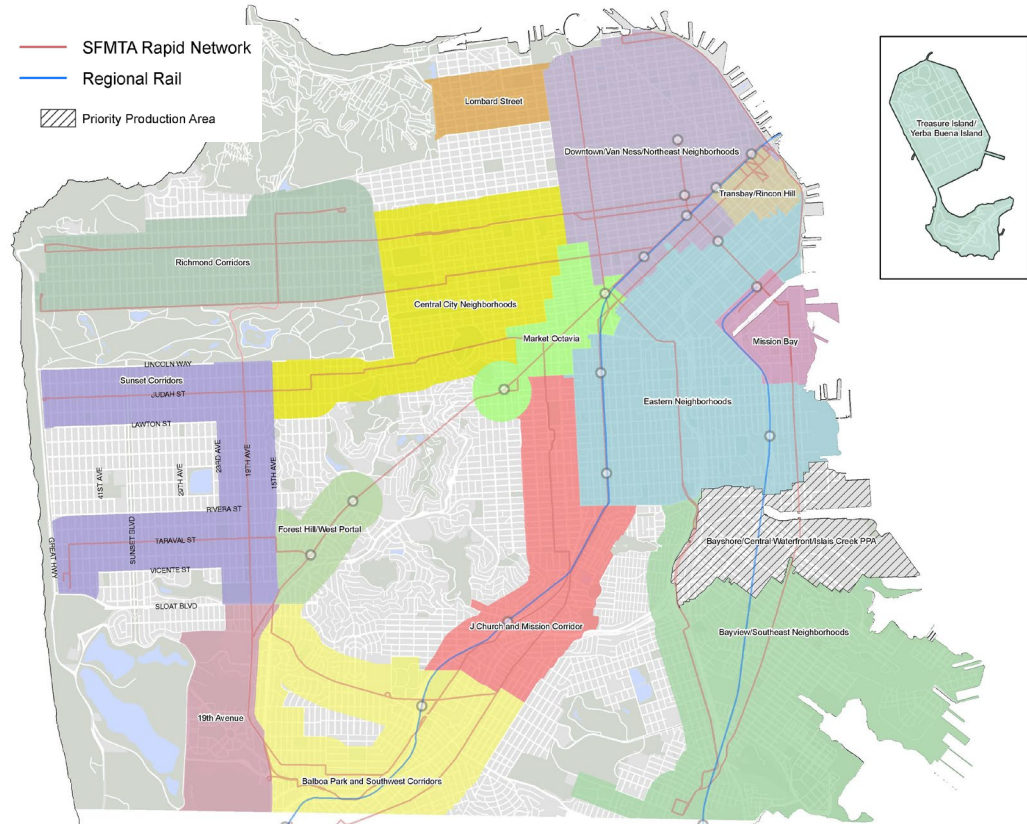 SFMTA Rapid Network
Regional Rail
Priority Production Area
Lombard Street
Treasure Island/
Yerba Buena Island
Downtown/Van Ness/Northeast Neighborhoods
Transbay/Rincon Hill
Richmond Corridors
Central City Neighborhoods
Market Octavia
Mission Bay
LINCOLN WAY
Sunset Corridors
JUDAH ST
Eastern Neighborhoods
LAWTON ST
41ST AVE
29TH AVE
23RD AVE
19TH AVE
15TH AVE
RIVERA ST
Forest Hill/West Portal
GREAT HWY
SUNSET BLVD
TARAVAL ST
Bayshore/Central Waterfront/Islais Creek PPA
VICENTE ST
SLOAT BLVD
J Church and Mission Corridor
Bayview/Southeast Neighborhoods
19th Avenue
Balboa Park and Southwest Corridors